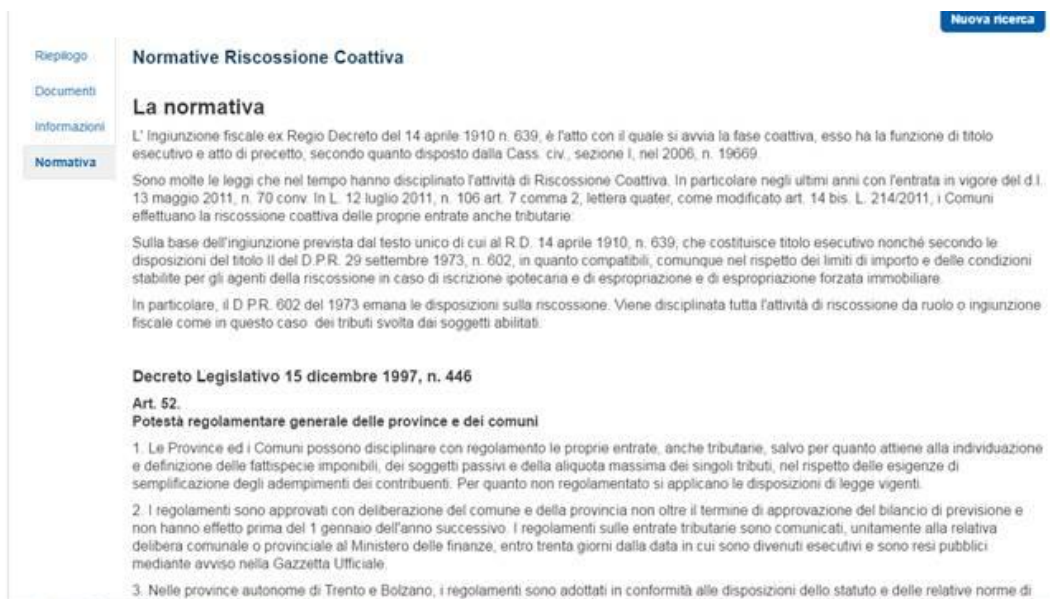 Nuova ricerca
Riepilogo
Documenti
Informazioni
Normativa
Normative Riscossione Coattiva
La normativa
L' Ingiunzione fiscale ex Regio Decreto del 14 aprile 1910 n. 639, è l'atto con il quale si avvia la fase coattiva, esso ha la funzione di titolo
esecutivo e atto di precetto, secondo quanto disposto dalla Cass. civ., sezione I, nel 2006, n. 19669.
Sono molte le leggi che nel tempo hanno disciplinato l'attività di Riscossione Coattiva. In particolare negli ultimi anni con l'entrata in vigore del d.l.
13 maggio 2011, n. 70 conv. In L. 12 luglio 2011, n. 106 art. 7 comma 2, lettera quater, come modificato art. 14 bis. L. 214/2011, i Comuni
effettuano la riscossione coattiva delle proprie entrate anche tributarie.
Sulla base dell'ingiunzione prevista dal testo unico di cui al R.D. 14 aprile 1910, n. 639, che costituisce titolo esecutivo nonché secondo le
disposizioni del titolo II del D.P.R. 29 settembre 1973, n. 602, in quanto compatibili, comunque nel rispetto dei limiti di importo e delle condizioni
stabilite per gli agenti della riscossione in caso di iscrizione ipotecaria e di espropriazione e di espropriazione forzata immobiliare.
In particolare, il D.P.R. 602 del 1973 emana le disposizioni sulla riscossione. Viene disciplinata tutta l'attività di riscossione da ruolo o ingiunzione
fiscale come in questo caso dei tributi svolta dai soggetti abilitati.
Decreto Legislativo 15 dicembre 1997, n. 446
Art. 52.
Potestà regolamentare generale delle province e dei comuni
1. Le Province ed i Comuni possono disciplinare con regolamento le proprie entrate, anche tributarie, salvo per quanto attiene alla individuazione
e definizione delle fattispecie imponibili, dei soggetti passivi e della aliquota massima dei singoli tributi, nel rispetto delle esigenze di
semplificazione degli adempimenti dei contribuenti. Per quanto non regolamentato si applicano le disposizioni di legge vigenti.
2. I regolamenti sono approvati con deliberazione del comune e della provincia non oltre il termine di approvazione del bilancio di previsione e
non hanno effetto prima del 1 gennaio dell'anno successivo. I regolamenti sulle entrate tributarie sono comunicati, unitamente alla relativa
delibera comunale o provinciale al Ministero delle finanze, entro trenta giorni dalla data in cui sono divenuti esecutivi e sono resi pubblici
mediante avviso nella Gazzetta Ufficiale.
3. Nelle province autonome di Trento e Bolzano, i regolamenti sono adottati in conformità alle disposizioni dello statuto e delle relative norme di